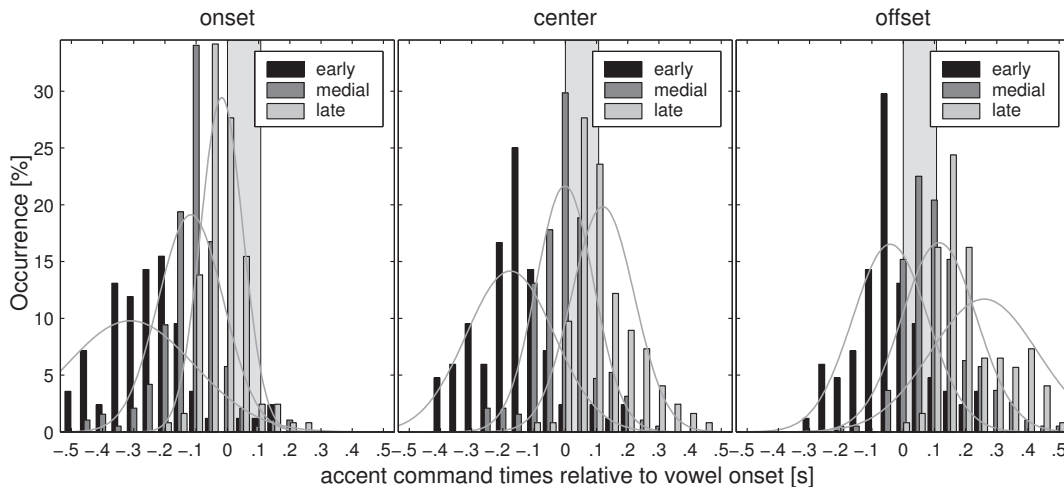 onset center offset
early
medial
late
early
medial
late
early
medial
late
Occurrence [%]
30
25
20
15
10
5
0
−.5 −.4 −.3 −.2 −.1 0 .1 .2 .3 .4 .5
−.5 −.4 −.3 −.2 −.1 0 .1 .2 .3 .4 .5
−.5 −.4 −.3 −.2 −.1 0 .1 .2 .3 .4 .5
accent command times relative to vowel onset [s]